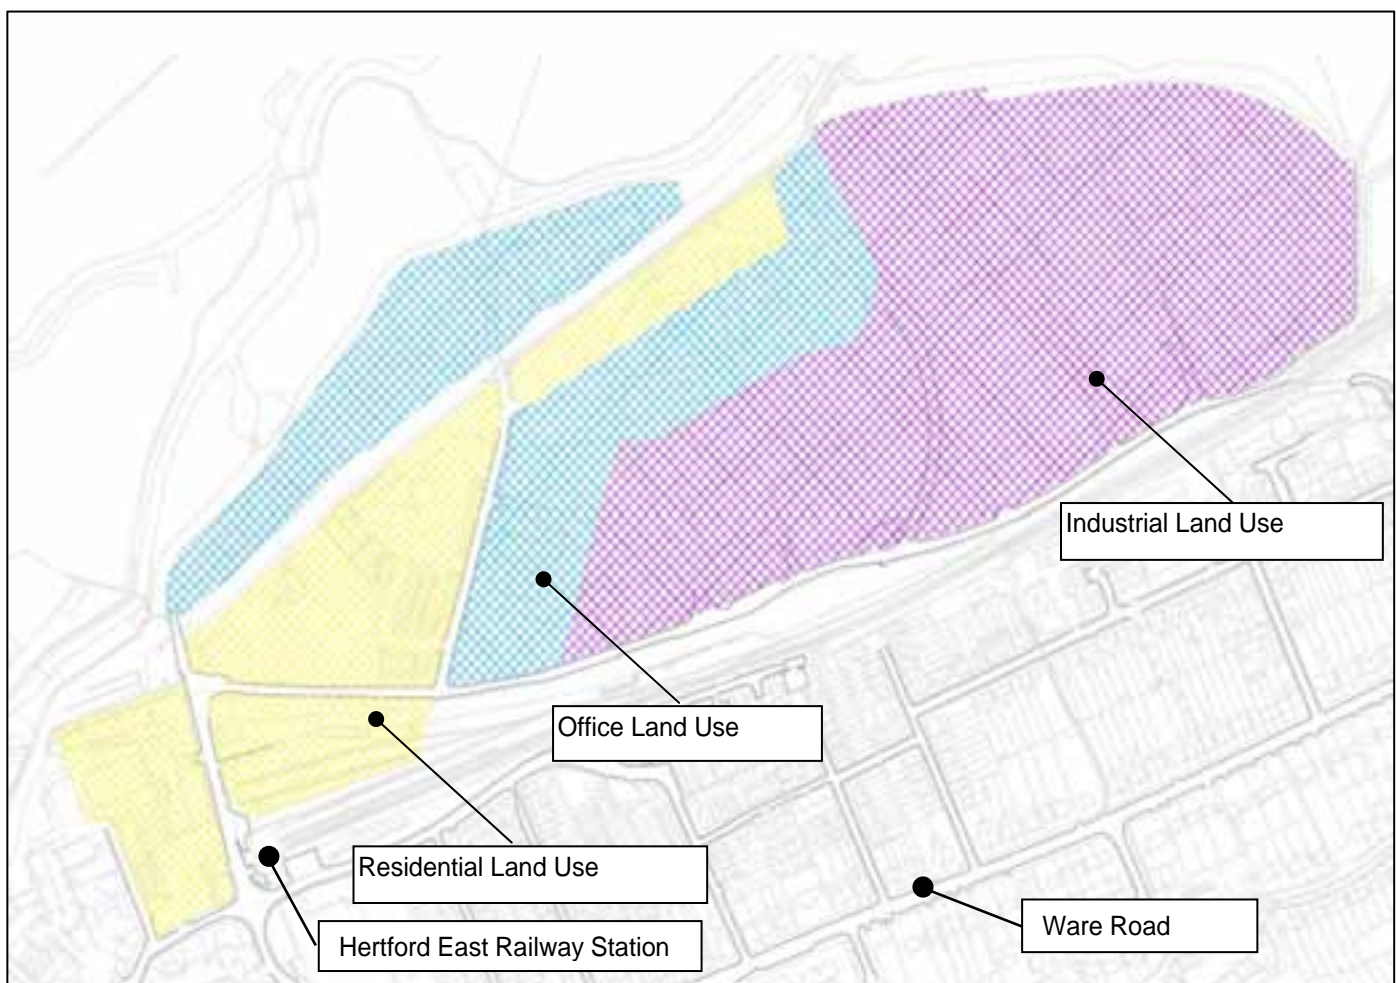 Industrial Land Use
Office Land Use
Residential Land Use
Ware Road
Hertford East Railway Station